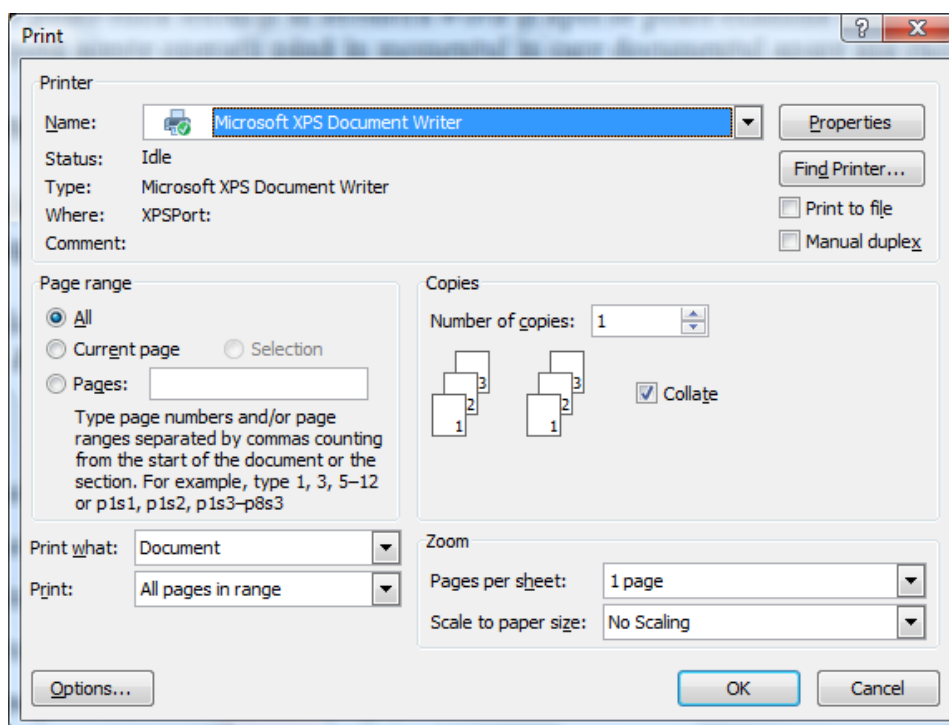 Print
Printer
Name: Microsoft XPS Document Writer Properties
Status: Idle
Find Printer...
Type: Microsoft XPS Document Writer
Where: XPSPort:
Print to file
Comment:
Manual duplex
Page range
All
Current page Selection
Pages:
Type page numbers and/or page
ranges separated by commas counting
from the start of the document or the
section. For example, type 1, 3, 5–12
or p1s1, p1s2, p1s3–p8s3
Copies
Number of copies: 1
3 3
2 2
1 1
Collate
Print what: Document
Print: All pages in range
Zoom
Pages per sheet: 1 page
Scale to paper size: No Scaling
Options... OK Cancel